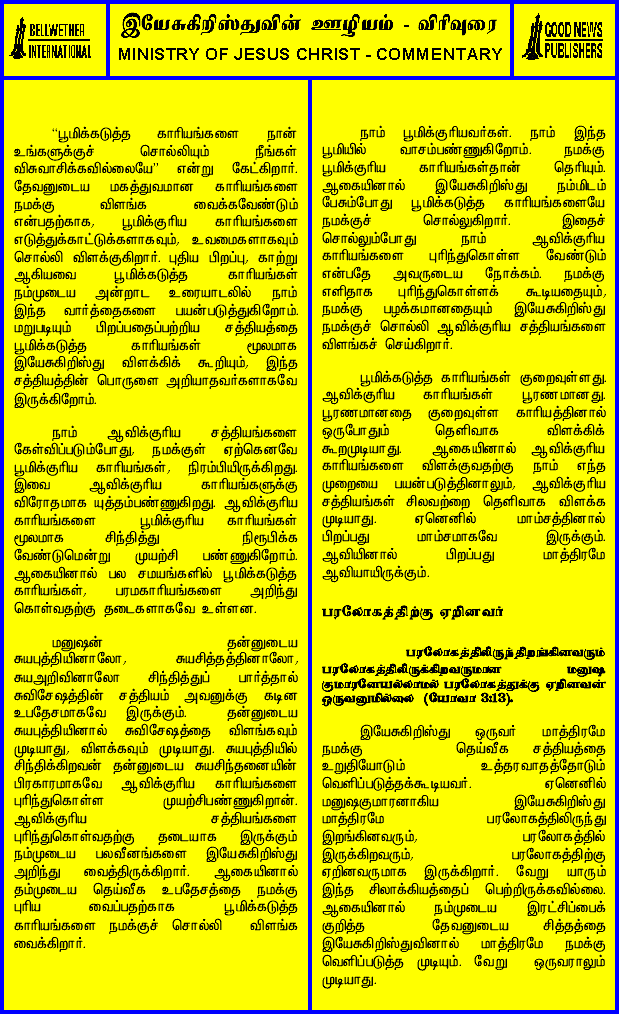 BELLWETHER
INTERNATIONAL
இயேசுகிறிஸ்துவின் ஊழியம் - விரிவுரை
MINISTRY OF JESUS CHRIST - COMMENTARY
GOOD NEWS
PUBLISHERS
“பூமிக்கடுத்த காரியங்களை நான்
உங்களுக்குச் சொல்லியும் நீங்கள்
விசுவாசிக்கவில்லையே” என்று கேட்கிறார்.
தேவனுடைய மகத்துவமான காரியங்களை
நமக்கு விளங்க வைக்கவேண்டும்
என்பதற்காக, பூமிக்குரிய காரியங்களை
எடுத்துக்காட்டுக்களாகவும், உவமைகளாகவும்
சொல்லி விளக்குகிறார். புதிய பிறப்பு, காற்று
ஆகியவை பூமிக்கடுத்த காரியங்கள்
நம்முடைய அன்றாட உரையாடலில் நாம்
இந்த வார்த்தைகளை பயன்படுத்துகிறோம்.
மறுபடியும் பிறப்பதைப்பற்றிய சத்தியத்தை
பூமிக்கடுத்த காரியங்கள் மூலமாக
இயேசுகிறிஸ்து விளக்கிக் கூறியும், இந்த
சத்தியத்தின் பொருளை அறியாதவர்களாகவே
இருக்கிறோம்.
நாம் ஆவிக்குரிய சத்தியங்களை
கேள்விப்படும்போது, நமக்குள் ஏற்கெனவே
பூமிக்குரிய காரியங்கள், நிரம்பியிருக்கிறது.
இவை ஆவிக்குரிய காரியங்களுக்கு
விரோதமாக யுத்தம்பண்ணுகிறது. ஆவிக்குரிய
காரியங்களை பூமிக்குரிய காரியங்கள்
மூலமாக சிந்தித்து நிரூபிக்க
வேண்டுமென்று முயற்சி பண்ணுகிறோம்.
ஆகையினால் பல சமயங்களில் பூமிக்கடுத்த
காரியங்கள், பரமகாரியங்களை அறிந்து
கொள்வதற்கு தடைகளாகவே உள்ளன.
மனுஷன் தன்னுடைய
சுயபுத்தியினாலோ, சுயசித்தத்தினாலோ,
சுயஅறிவினாலோ சிந்தித்துப் பார்த்தால்
சுவிசேஷத்தின் சத்தியம் அவனுக்கு கடின
உபதேசமாகவே இருக்கும். தன்னுடைய
சுயபுத்தியினால் சுவிசேஷத்தை விளங்கவும்
முடியாது, விளக்கவும் முடியாது. சுயபுத்தியில்
சிந்திக்கிறவன் தன்னுடைய சுயசிந்தனையின்
பிரகாரமாகவே ஆவிக்குரிய காரியங்களை
புரிந்துகொள்ள முயற்சிபண்ணுகிறான்.
ஆவிக்குரிய சத்தியங்களை
புரிந்துகொள்வதற்கு தடையாக இருக்கும்
நம்முடைய பலவீனங்களை இயேசுகிறிஸ்து
அறிந்து வைத்திருக்கிறார். ஆகையினால்
தம்முடைய தெய்வீக உபதேசத்தை நமக்கு
புரிய வைப்பதற்காக பூமிக்கடுத்த
காரியங்களை நமக்குச் சொல்லி விளங்க
வைக்கிறார்.
நாம் பூமிக்குரியவர்கள். நாம் இந்த
பூமியில் வாசம்பண்ணுகிறோம். நமக்கு
பூமிக்குரிய காரியங்கள்தான் தெரியும்.
ஆகையினால் இயேசுகிறிஸ்து நம்மிடம்
பேசும்போது பூமிக்கடுத்த காரியங்களையே
நமக்குச் சொல்லுகிறார். இதைச்
சொல்லும்போது நாம் ஆவிக்குரிய
காரியங்களை புரிந்துகொள்ள வேண்டும்
என்பதே அவருடைய நோக்கம். நமக்கு
எளிதாக புரிந்துகொள்ளக் கூடியதையும்,
நமக்கு பழக்கமானதையும் இயேசுகிறிஸ்து
நமக்குச் சொல்லி ஆவிக்குரிய சத்தியங்களை
விளங்கச் செய்கிறார்.
பூமிக்கடுத்த காரியங்கள் குறைவுள்ளது.
ஆவிக்குரிய காரியங்கள் பூரணமானது.
பூரணமானதை குறைவுள்ள காரியத்தினால்
ஒருபோதும் தெளிவாக விளக்கிக்
கூறமுடியாது. ஆகையினால் ஆவிக்குரிய
காரியங்களை விளக்குவதற்கு நாம் எந்த
முறையை பயன்படுத்தினாலும், ஆவிக்குரிய
சத்தியங்கள் சிலவற்றை தெளிவாக விளக்க
முடியாது. ஏனெனில் மாம்சத்தினால்
பிறப்பது மாம்சமாகவே இருக்கும்.
ஆவியினால் பிறப்பது மாத்திரமே
ஆவியாயிருக்கும்.
பரலோகத்திற்கு ஏறினவர்
பரலோகத்திலிருந்திறங்கினவரும்
பரலோகத்திலிருக்கிறவருமான மனுஷ
குமாரனேயல்லாமல் பரலோகத்துக்கு ஏறினவன்
ஒருவனுமில்லை (யோவா 3:13).
இயேசுகிறிஸ்து ஒருவர் மாத்திரமே
நமக்கு தெய்வீக சத்தியத்தை
உறுதியோடும் உத்தரவாதத்தோடும்
வெளிப்படுத்தக்கூடியவர். ஏனெனில்
மனுஷகுமாரனாகிய இயேசுகிறிஸ்து
மாத்திரமே பரலோகத்திலிருந்து
இறங்கினவரும், பரலோகத்தில்
இருக்கிறவரும், பரலோகத்திற்கு
ஏறினவருமாக இருக்கிறார். வேறு யாரும்
இந்த சிலாக்கியத்தைப் பெற்றிருக்கவில்லை.
ஆகையினால் நம்முடைய இரட்சிப்பைக்
குறித்த தேவனுடைய சித்தத்தை
இயேசுகிறிஸ்துவினால் மாத்திரமே நமக்கு
வெளிப்படுத்த முடியும். வேறு ஒருவராலும்
முடியாது.